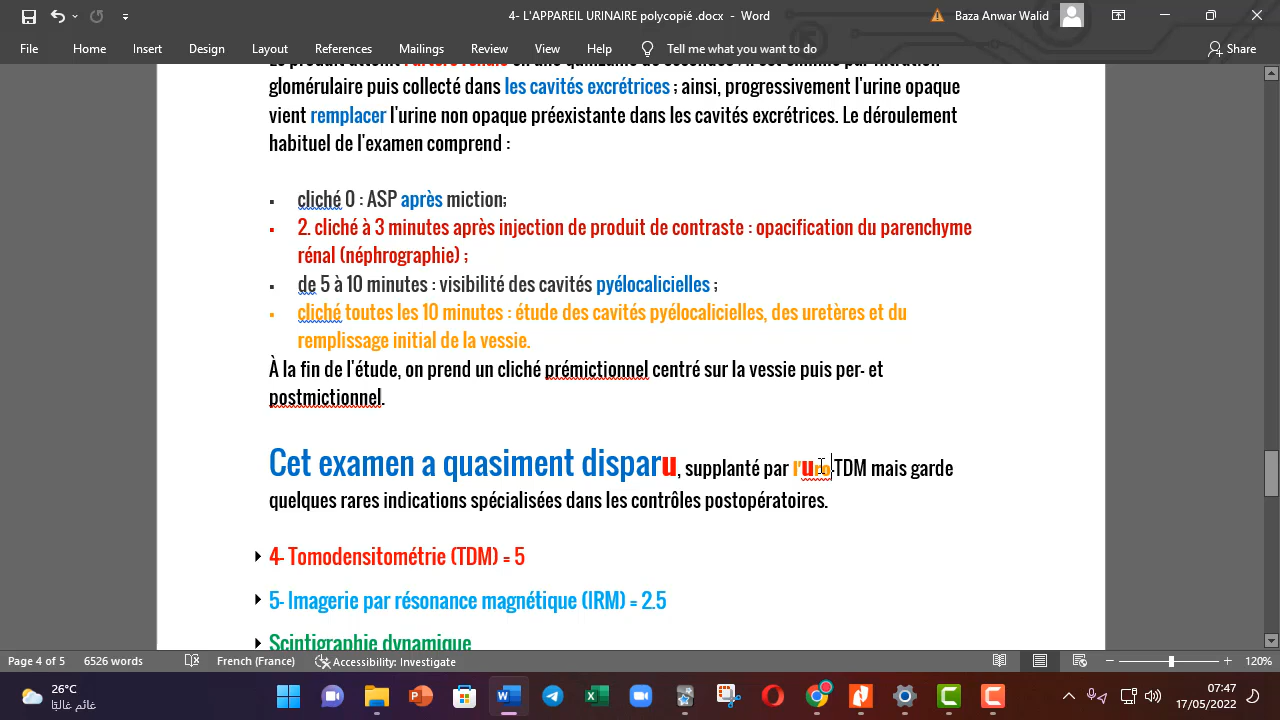 4- L'APPAREIL URINAIRE polycopié .docx - Word
Baza Anwar Walid
File Home Insert Design Layout References Mailings Review View Help Tell me what you want to do Share
glomérulaire puis collecté dans les cavités excrétrices ; ainsi, progressivement l'urine opaque
vient remplacer l'urine non opaque préexistante dans les cavités excrétrices. Le déroulement
habituel de l'examen comprend :
▪ cliché 0 : ASP après miction;
▪ 2. cliché à 3 minutes après injection de produit de contraste : opacification du parenchyme
rénal (néphrographie) ;
▪ de 5 à 10 minutes : visibilité des cavités pyélocalicielles ;
▪ cliché toutes les 10 minutes : étude des cavités pyélocalicielles, des uretères et du
remplissage initial de la vessie.
À la fin de l'étude, on prend un cliché prémictionnel centré sur la vessie puis per- et
postmictionnel.
Cet examen a quasiment disparu, supplanté par l'uro-TDM mais garde
quelques rares indications spécialisées dans les contrôles postopératoires.
4- Tomodensitométrie (TDM) = 5
5- Imagerie par résonance magnétique (IRM) = 2.5
Scintigraphie dynamique
Page 4 of 5 6526 words French (France) Accessibility: Investigate 120%
26°C
غائم غالبًا
07:47
17/05/2022